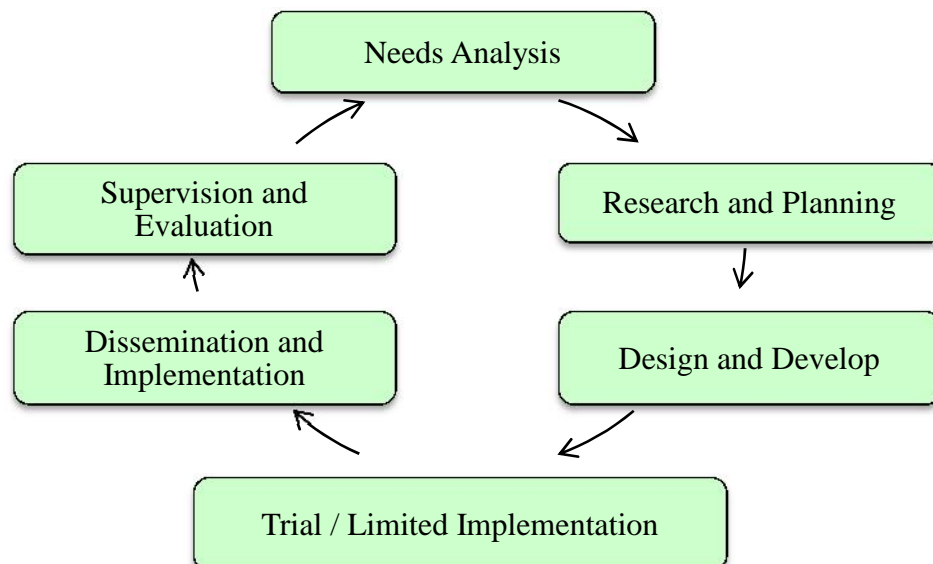 Needs Analysis
Research and Planning
Design and Develop
Trial / Limited Implementation
Dissemination and
Implementation
Supervision and
Evaluation